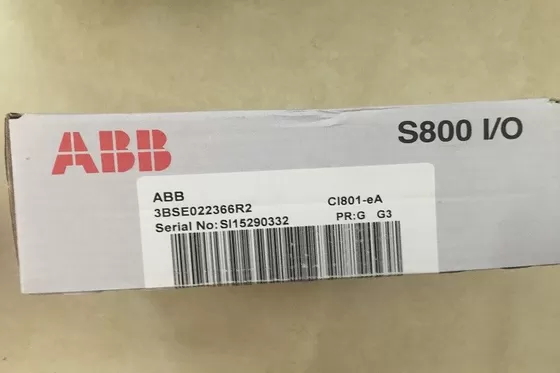 ABB
S800 I/O
ABB
3BSE022366R2 CI801-eA
Serial No:SI15290332 PR:G G3